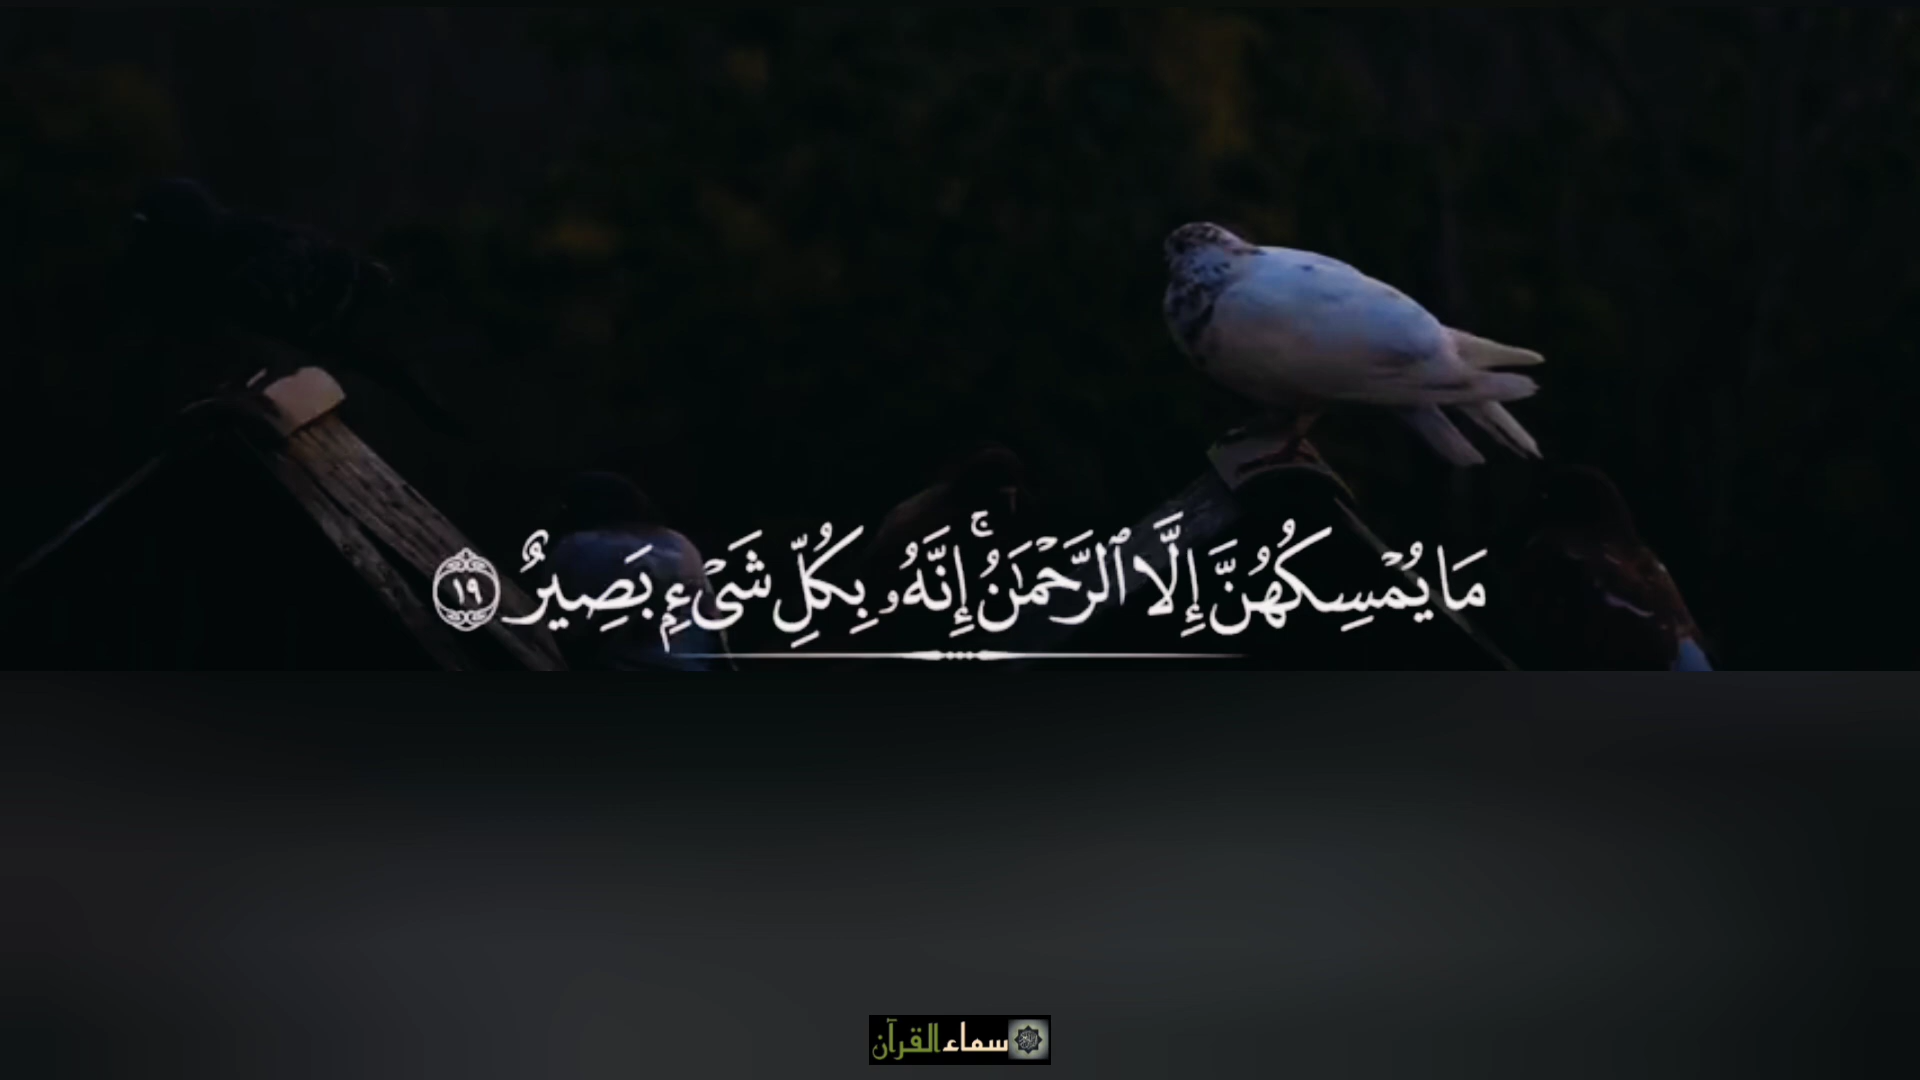 مَا يُمْسِكُهُنَّ إِلَّا ٱلرَّحْمَـٰنُ ۚ إِنَّهُۥ بِكُلِّ شَىْءٍۭ بَصِيرٌ ١٩
سماء القرآن